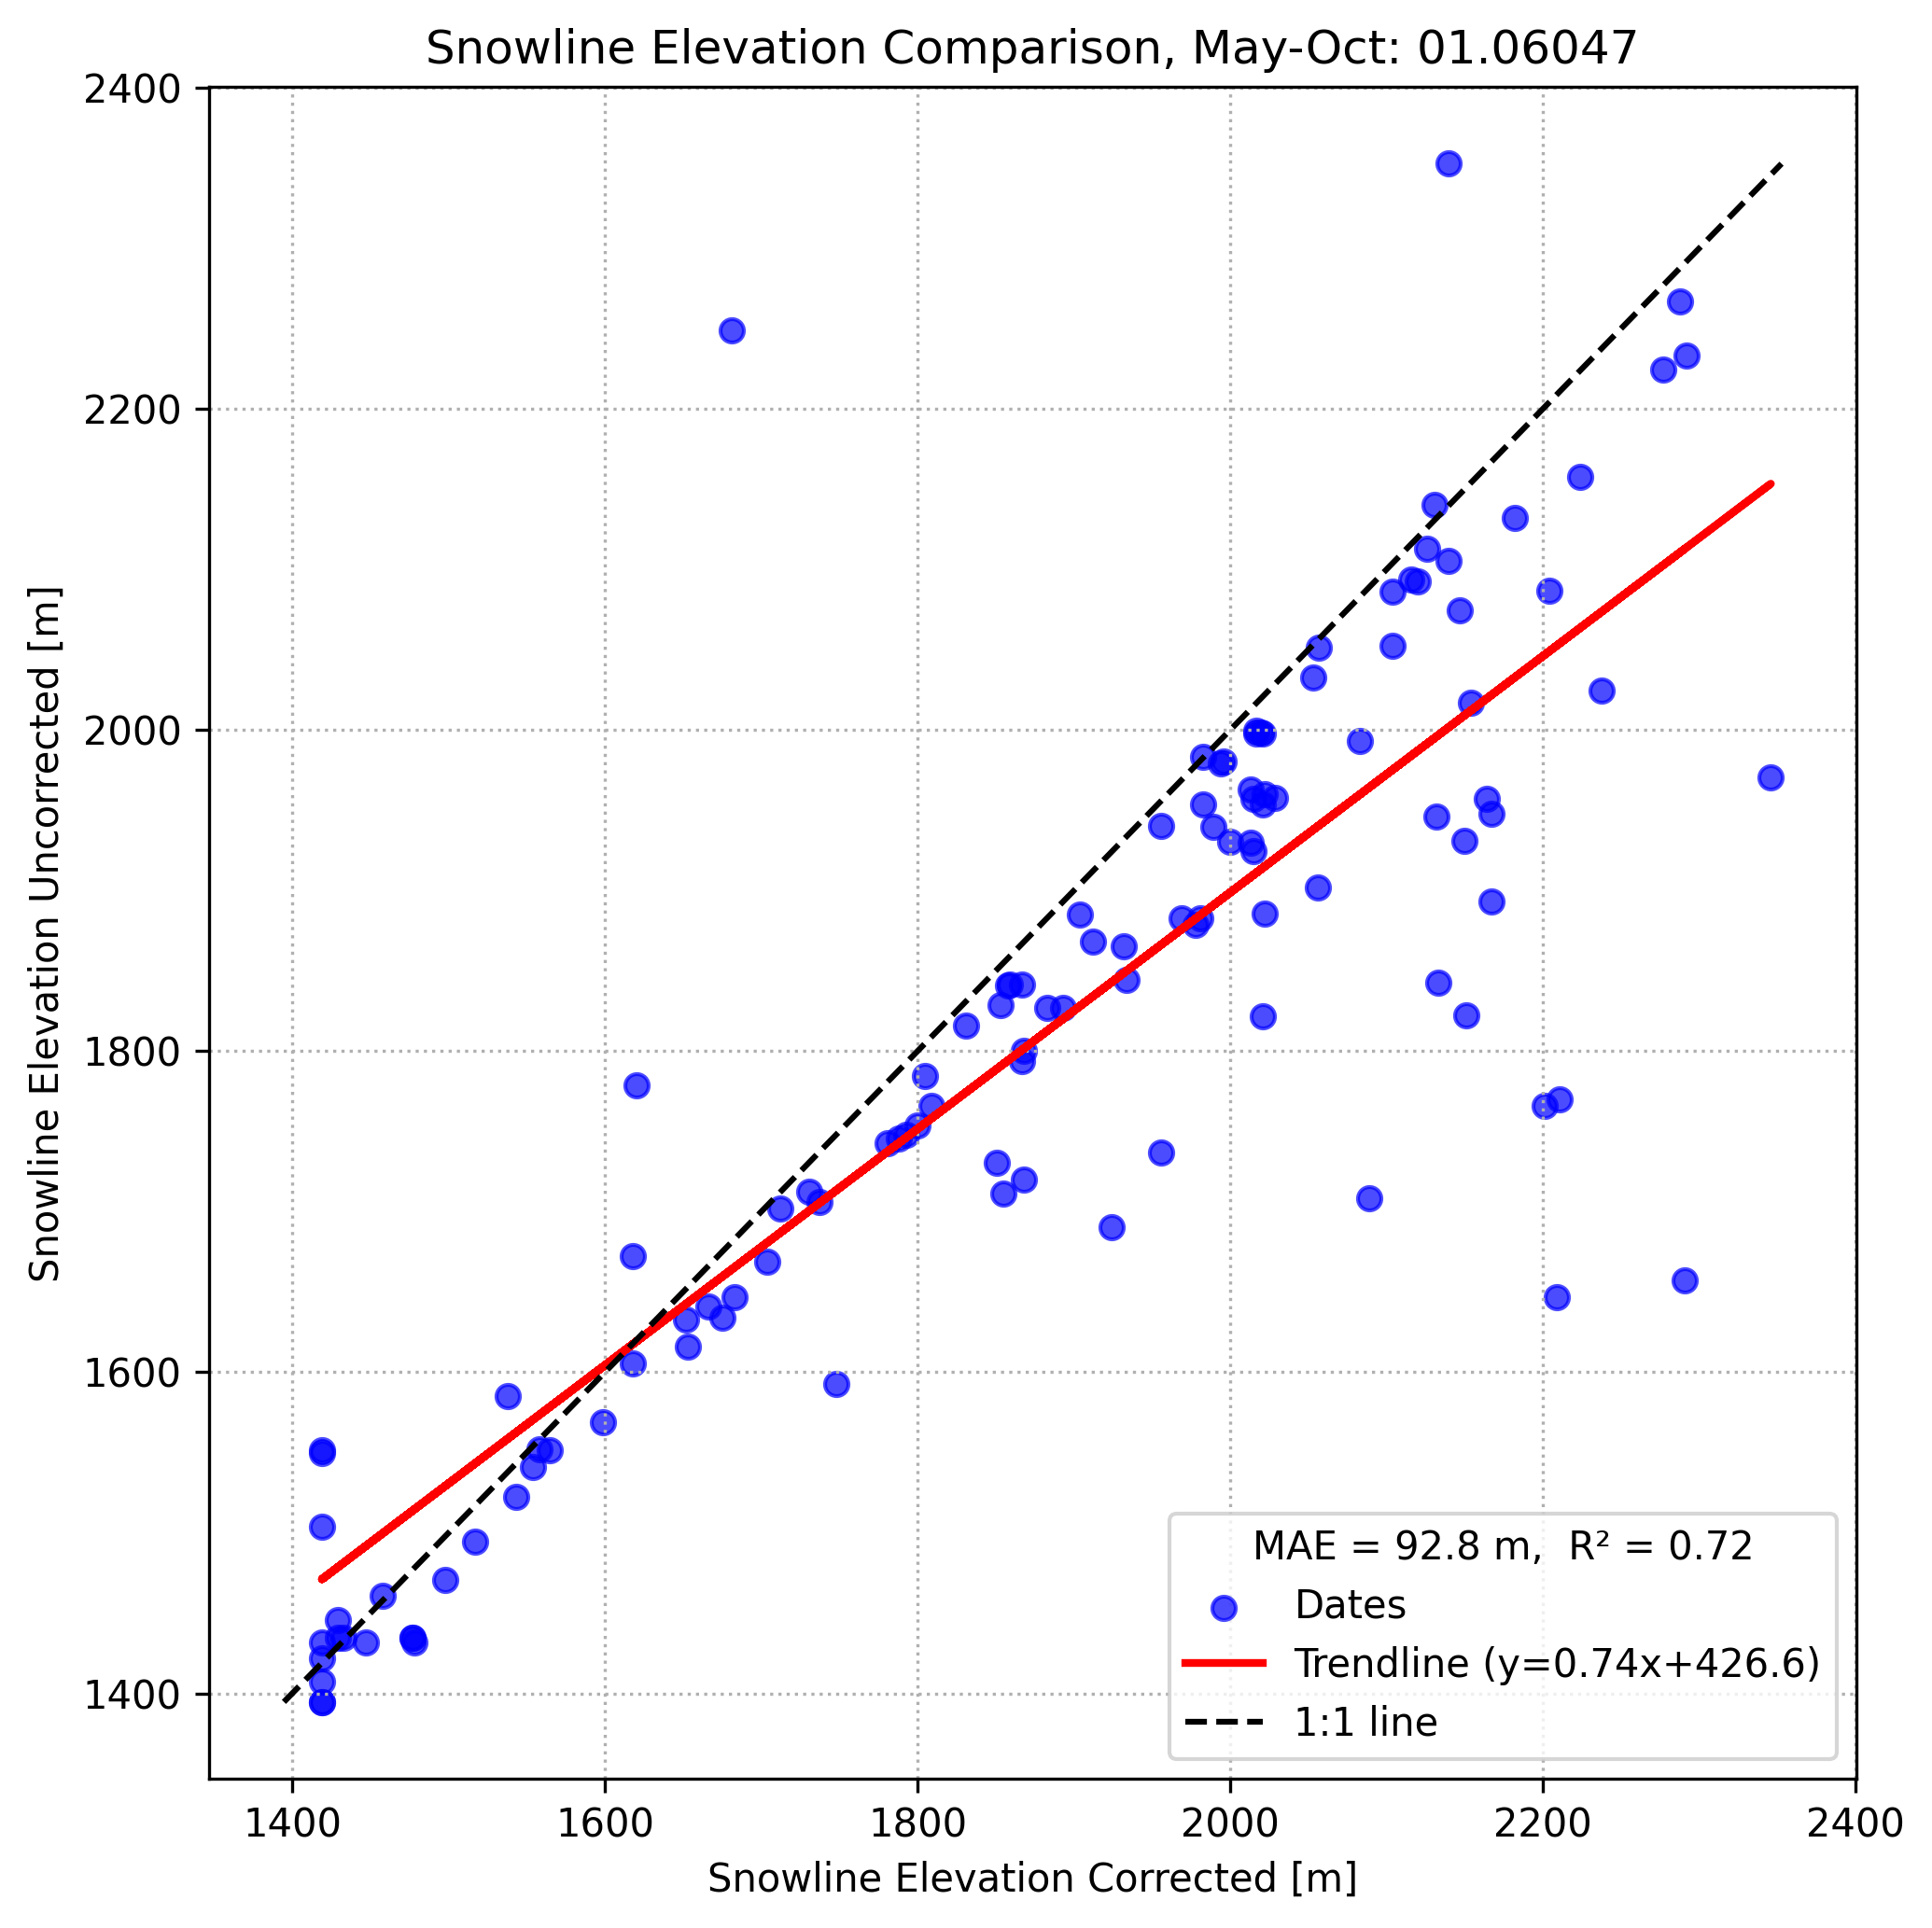 Snowline Elevation Comparison, May-Oct: 01.06047
2400
2200
2000
1800
1600
1400
Snowline Elevation Uncorrected [m]
MAE = 92.8 m,  R² = 0.72
Dates
Trendline (y=0.74x+426.6)
1:1 line
1400 1600 1800 2000 2200 2400
Snowline Elevation Corrected [m]